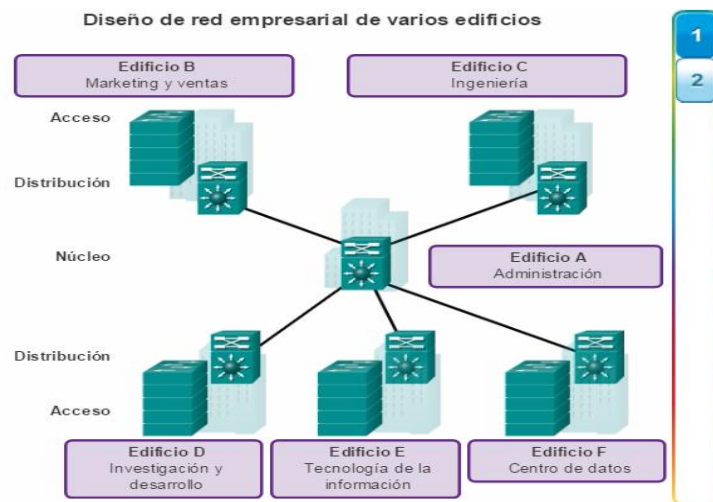 Diseño de red empresarial de varios edificios
1
2
Edificio B
Marketing y ventas
Edificio C
Ingeniería
Acceso
Distribución
Núcleo
Edificio A
Administración
Distribución
Acceso
Edificio D
Investigación y
desarrollo
Edificio E
Tecnología de la
información
Edificio F
Centro de datos